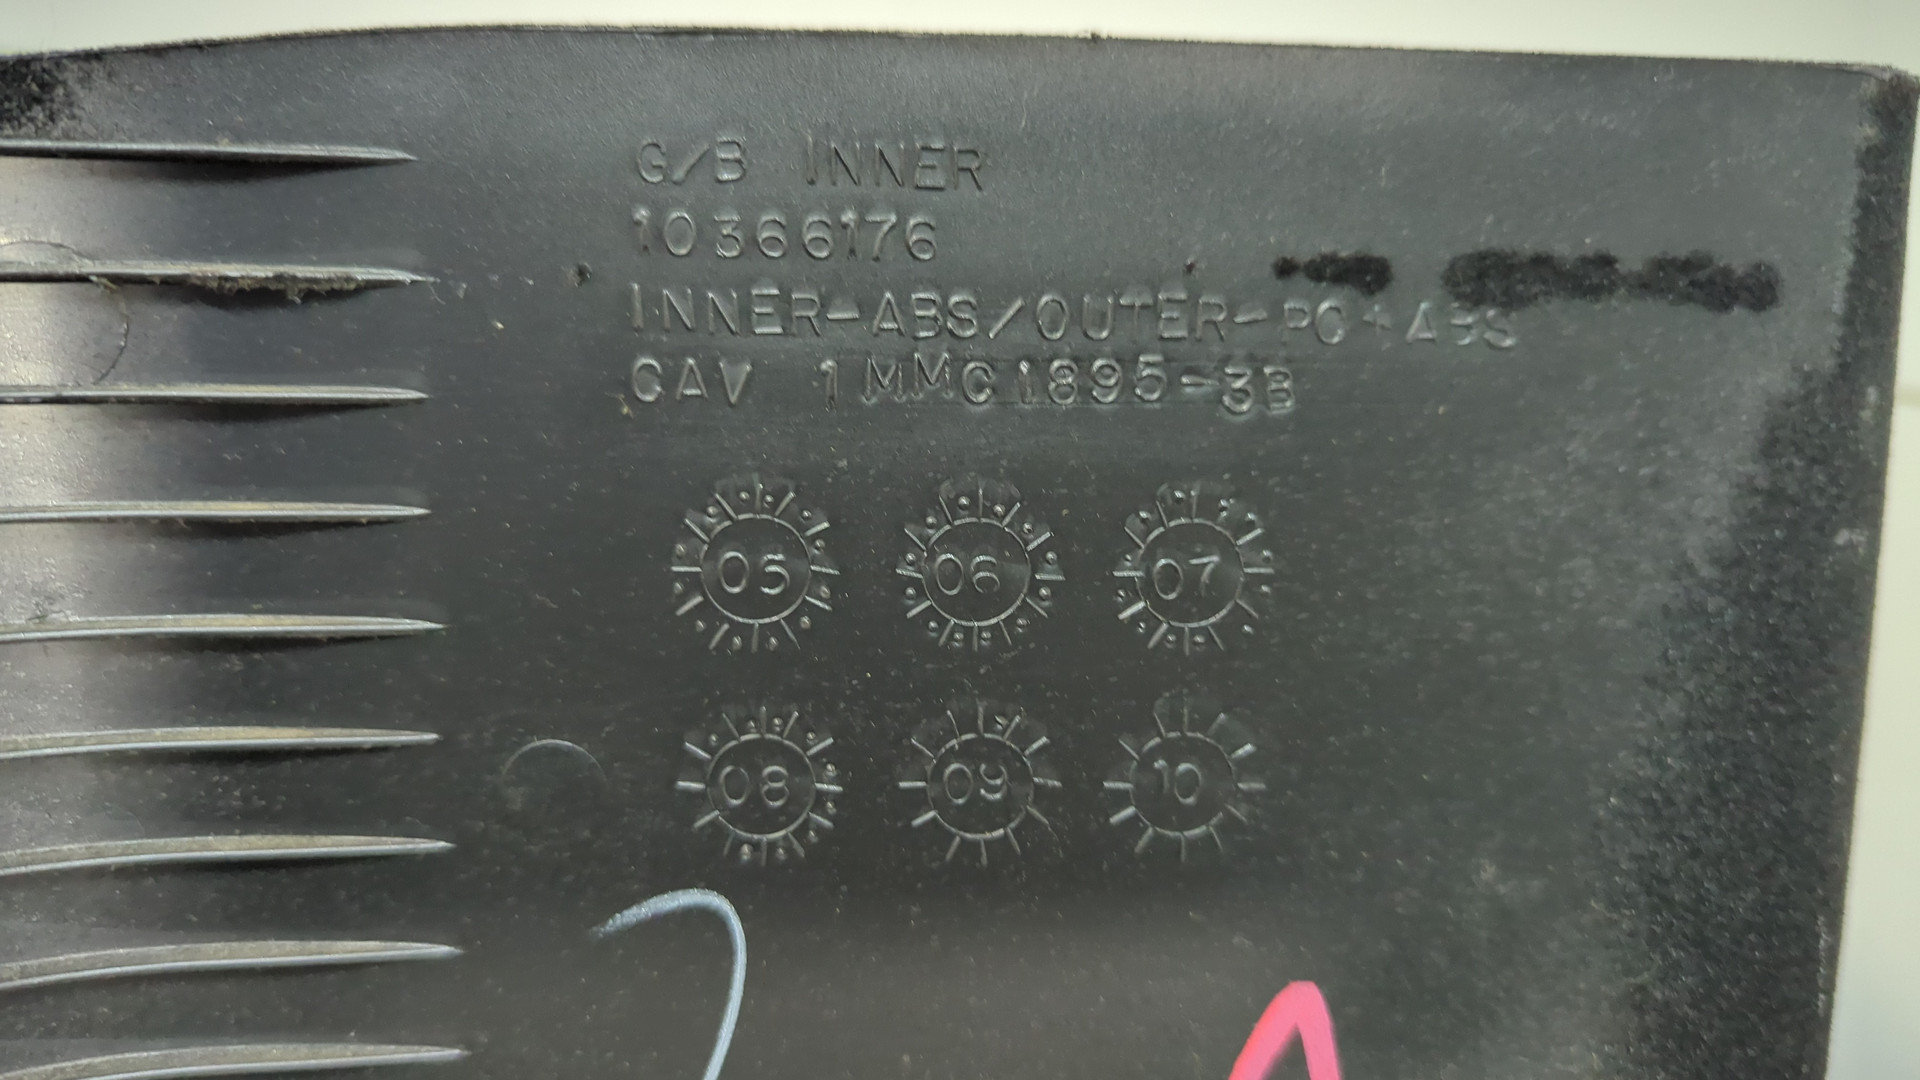 G/B INNER
10366176
INNER-ABS/OUTER-PC+ABS
CAV 1 MMC1895-3B
05 06 07
08 09 10